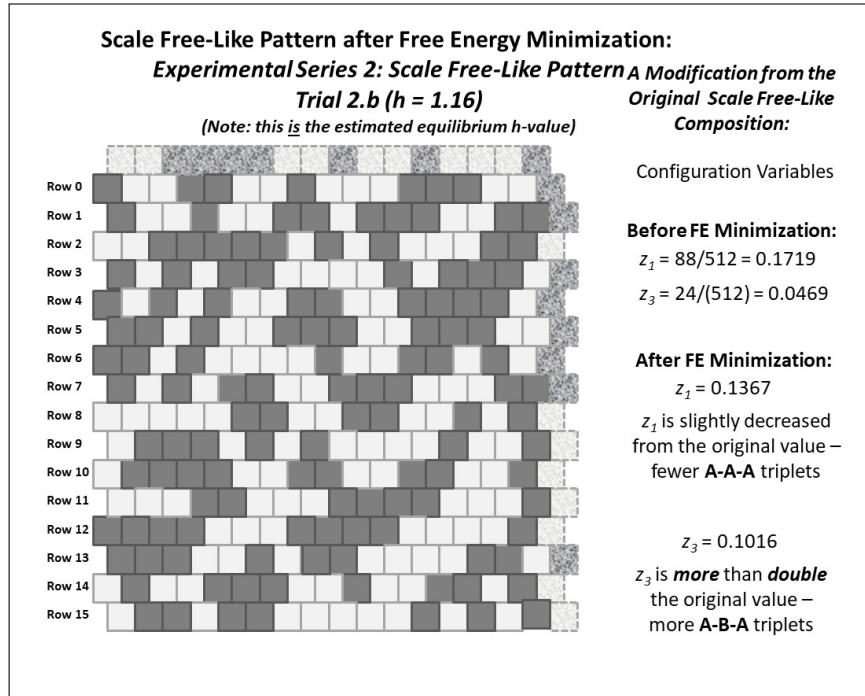 Scale Free-Like Pattern after Free Energy Minimization:
Experimental Series 2: Scale Free-Like Pattern
Trial 2.b (h = 1.16)
(Note: this is the estimated equilibrium h-value)
Row 0
Row 1
Row 2
Row 3
Row 4
Row 5
Row 6
Row 7
Row 8
Row 9
Row 10
Row 11
Row 12
Row 13
Row 14
Row 15
A Modification from the
Original Scale Free-Like
Composition:
Configuration Variables
Before FE Minimization:
z1 = 88/512 = 0.1719
z3 = 24/(512) = 0.0469
After FE Minimization:
z1 = 0.1367
z1 is slightly decreased
from the original value –
fewer A-A-A triplets
z3 = 0.1016
z3 is more than double
the original value –
more A-B-A triplets